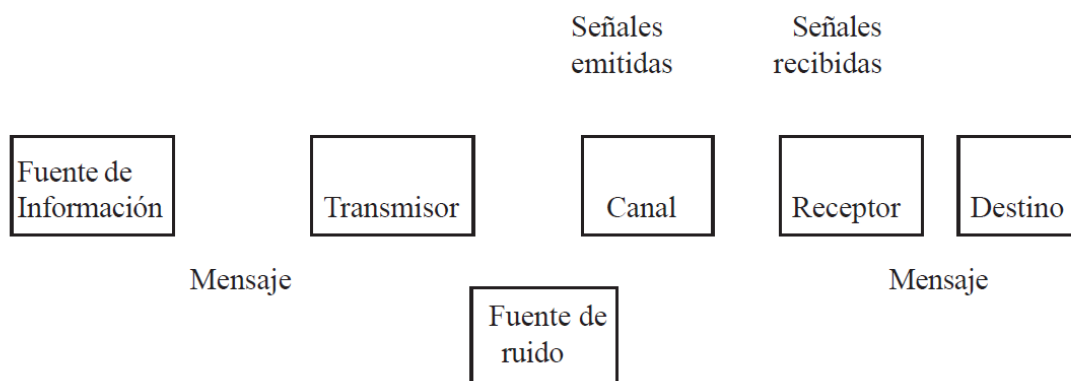 Señales
emitidas
Señales
recibidas
Fuente de
Información
Transmisor
Canal
Receptor
Destino
Mensaje
Mensaje
Fuente de
ruido